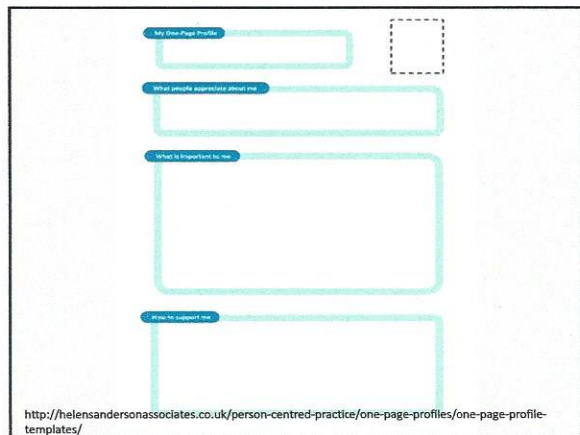 My One-Page Profile
What people appreciate about me
What is important to me
How to support me
http://helensandersonassociates.co.uk/person-centred-practice/one-page-profiles/one-page-profile-
templates/